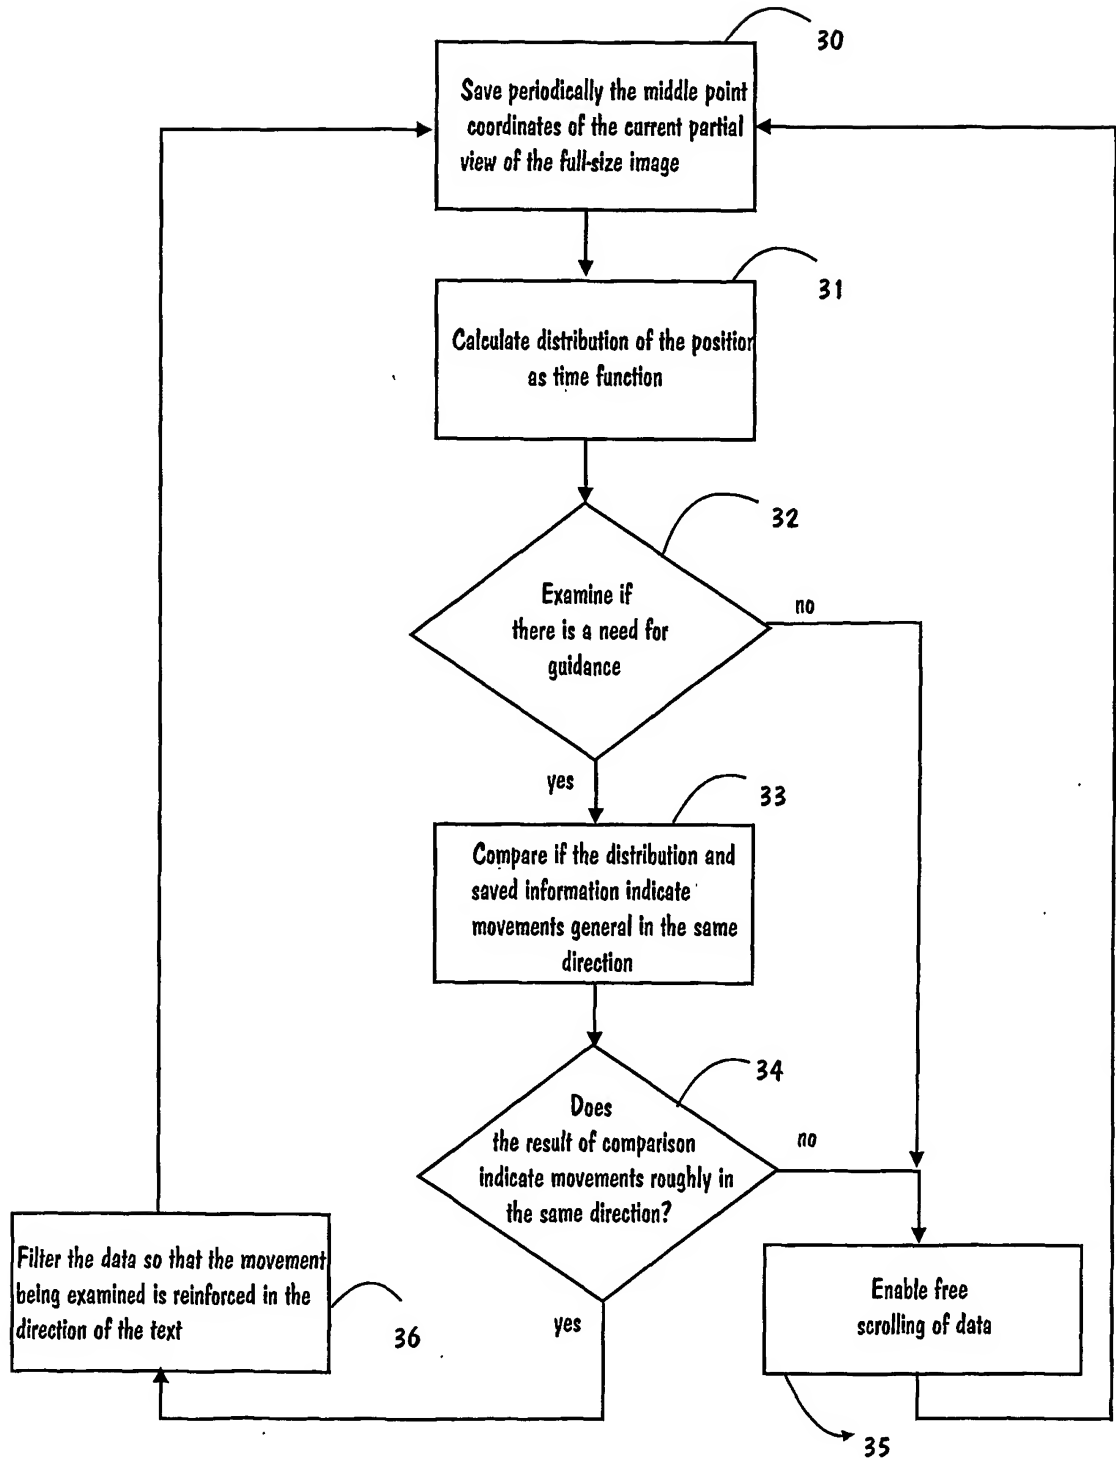 30
Save periodically the middle point
coordinates of the current partial
view of the full-size image
31
Calculate distribution of the position
as time function
32
Examine if
there is a need for
guidance
no
yes
33
Compare if the distribution and
saved information indicate
movements general in the same
direction
34
Does
the result of comparison
indicate movements roughly in
the same direction?
no
yes
Filter the data so that the movement
being examined is reinforced in the
direction of the text
36
Enable free
scrolling of data
35